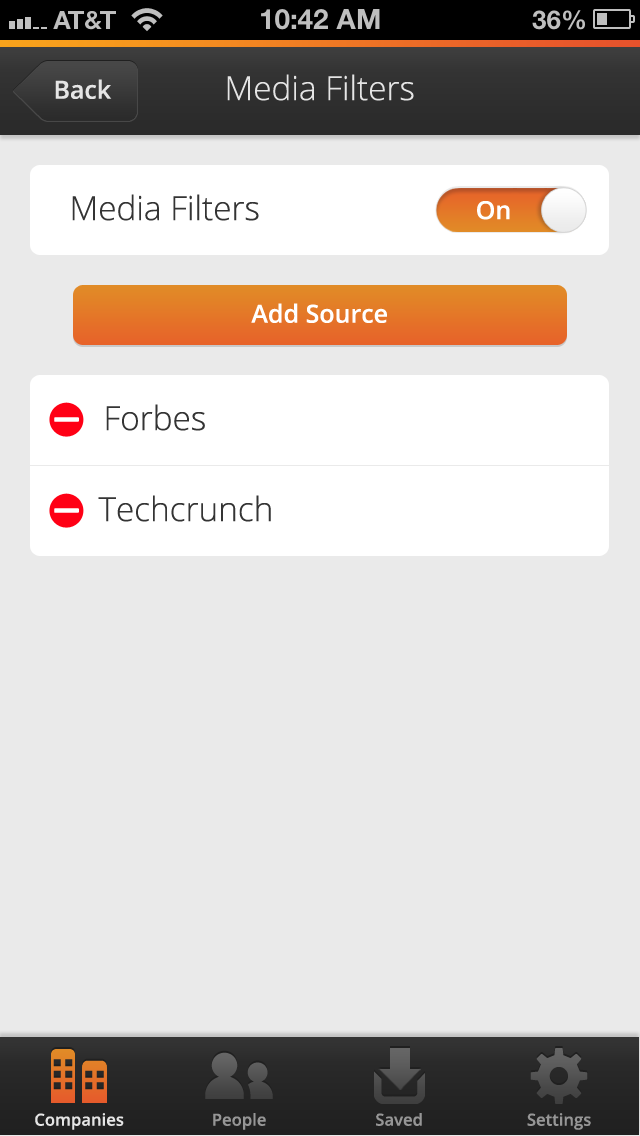 AT&T 10:42 AM 36%
Back Media Filters
Media Filters On
Add Source
Forbes
Techcrunch
Companies People Saved Settings